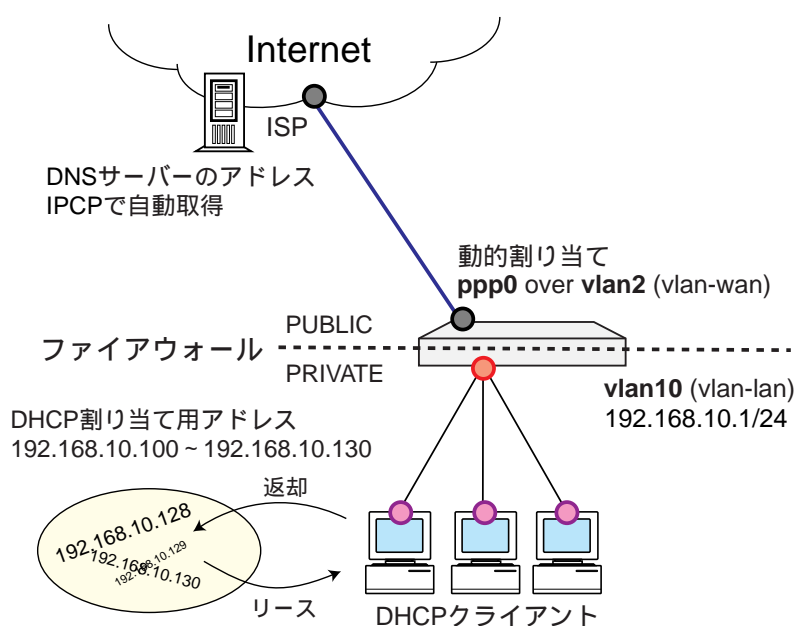 Internet
ISP
DNSサーバーのアドレス
IPCPで自動取得
動的割り当て
ppp0 over vlan2 (vlan-wan)
PUBLIC
ファイアウォール
PRIVATE
vlan10 (vlan-lan)
192.168.10.1/24
DHCP割り当て用アドレス
192.168.10.100 ~ 192.168.10.130
返却
192.168.10.128
192.168.10.129
192.168.10.130
リース
DHCPクライアント